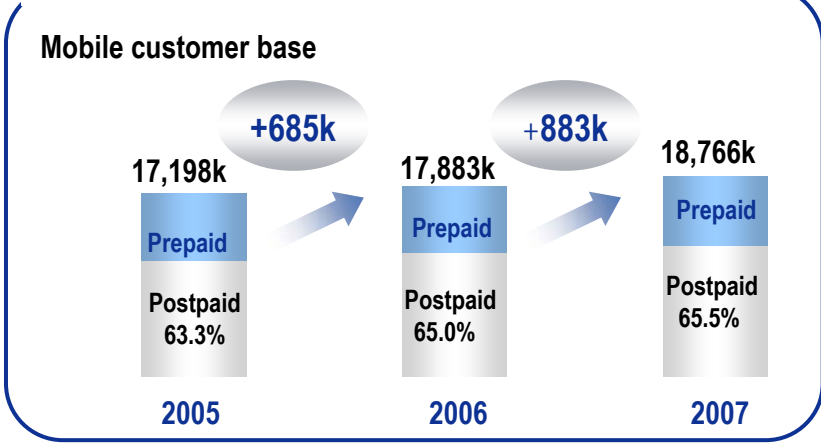 Mobile customer base
+685k
+883k
17,198k
17,883k
18,766k
Prepaid
Prepaid
Prepaid
Postpaid
63.3%
Postpaid
65.0%
Postpaid
65.5%
2005
2006
2007